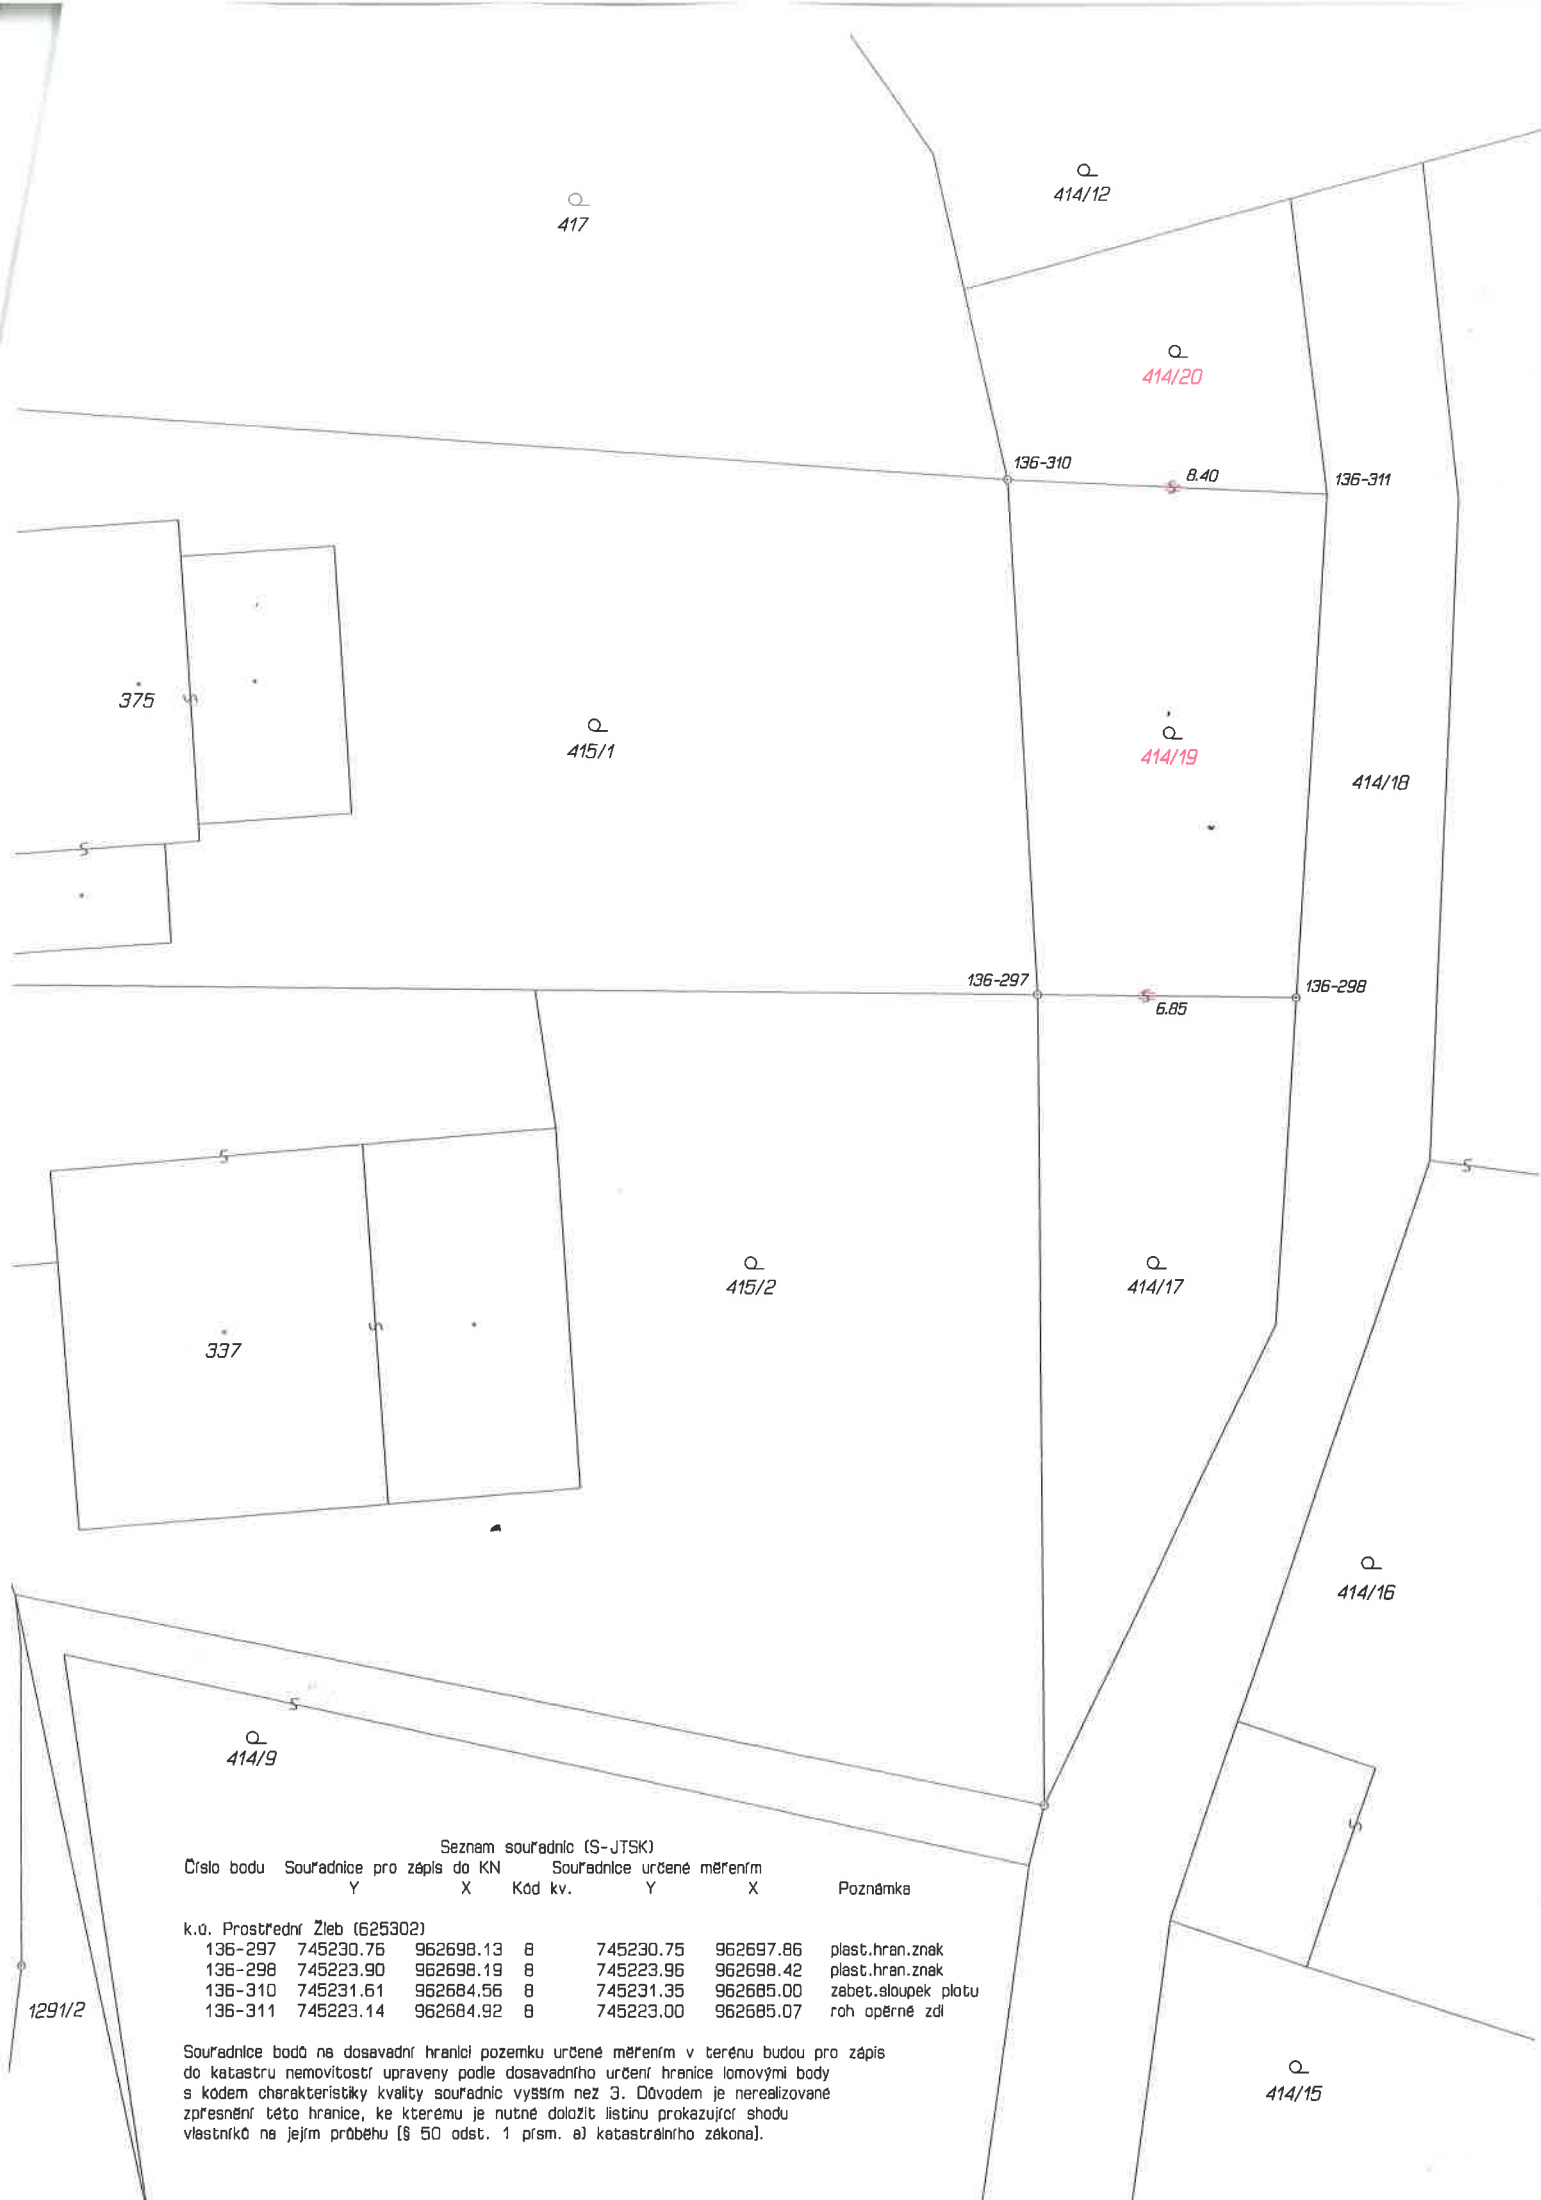 414/12
417
414/20
136-310
8.40
136-311
375
415/1
414/19
414/18
136-297
136-298
6.85
415/2
414/17
337
414/16
414/9
Seznam souřadnic (S-JTSK)
Číslo bodu Souřadnice pro zápis do KN Souřadnice určené měřením
Y X Kód kv. Y X Poznámka
k.ú. Prostřední Žleb (625302)
136-297 745230.76 962698.13 8 745230.75 962697.86 plast.hran.znak
136-298 745223.90 962698.19 8 745223.96 962698.42 plast.hran.znak
136-310 745231.61 962684.56 8 745231.35 962685.00 zabet.sloupek plotu
136-311 745223.14 962684.92 8 745223.00 962685.07 roh opěrné zdi
1291/2
Souřadnice bodů na dosavadní hranici pozemku určené měřením v terénu budou pro zápis
do katastru nemovitostí upraveny podle dosavadního určení hranice lomovými body
s kódem charakteristiky kvality souřadnic vyšším než 3. Důvodem je nerealizované
zpřesnění této hranice, ke kterému je nutné doložit listinu prokazující shodu
vlastníků na jejím průběhu [§ 50 odst. 1 písm. a) katastrálního zákona].
414/15